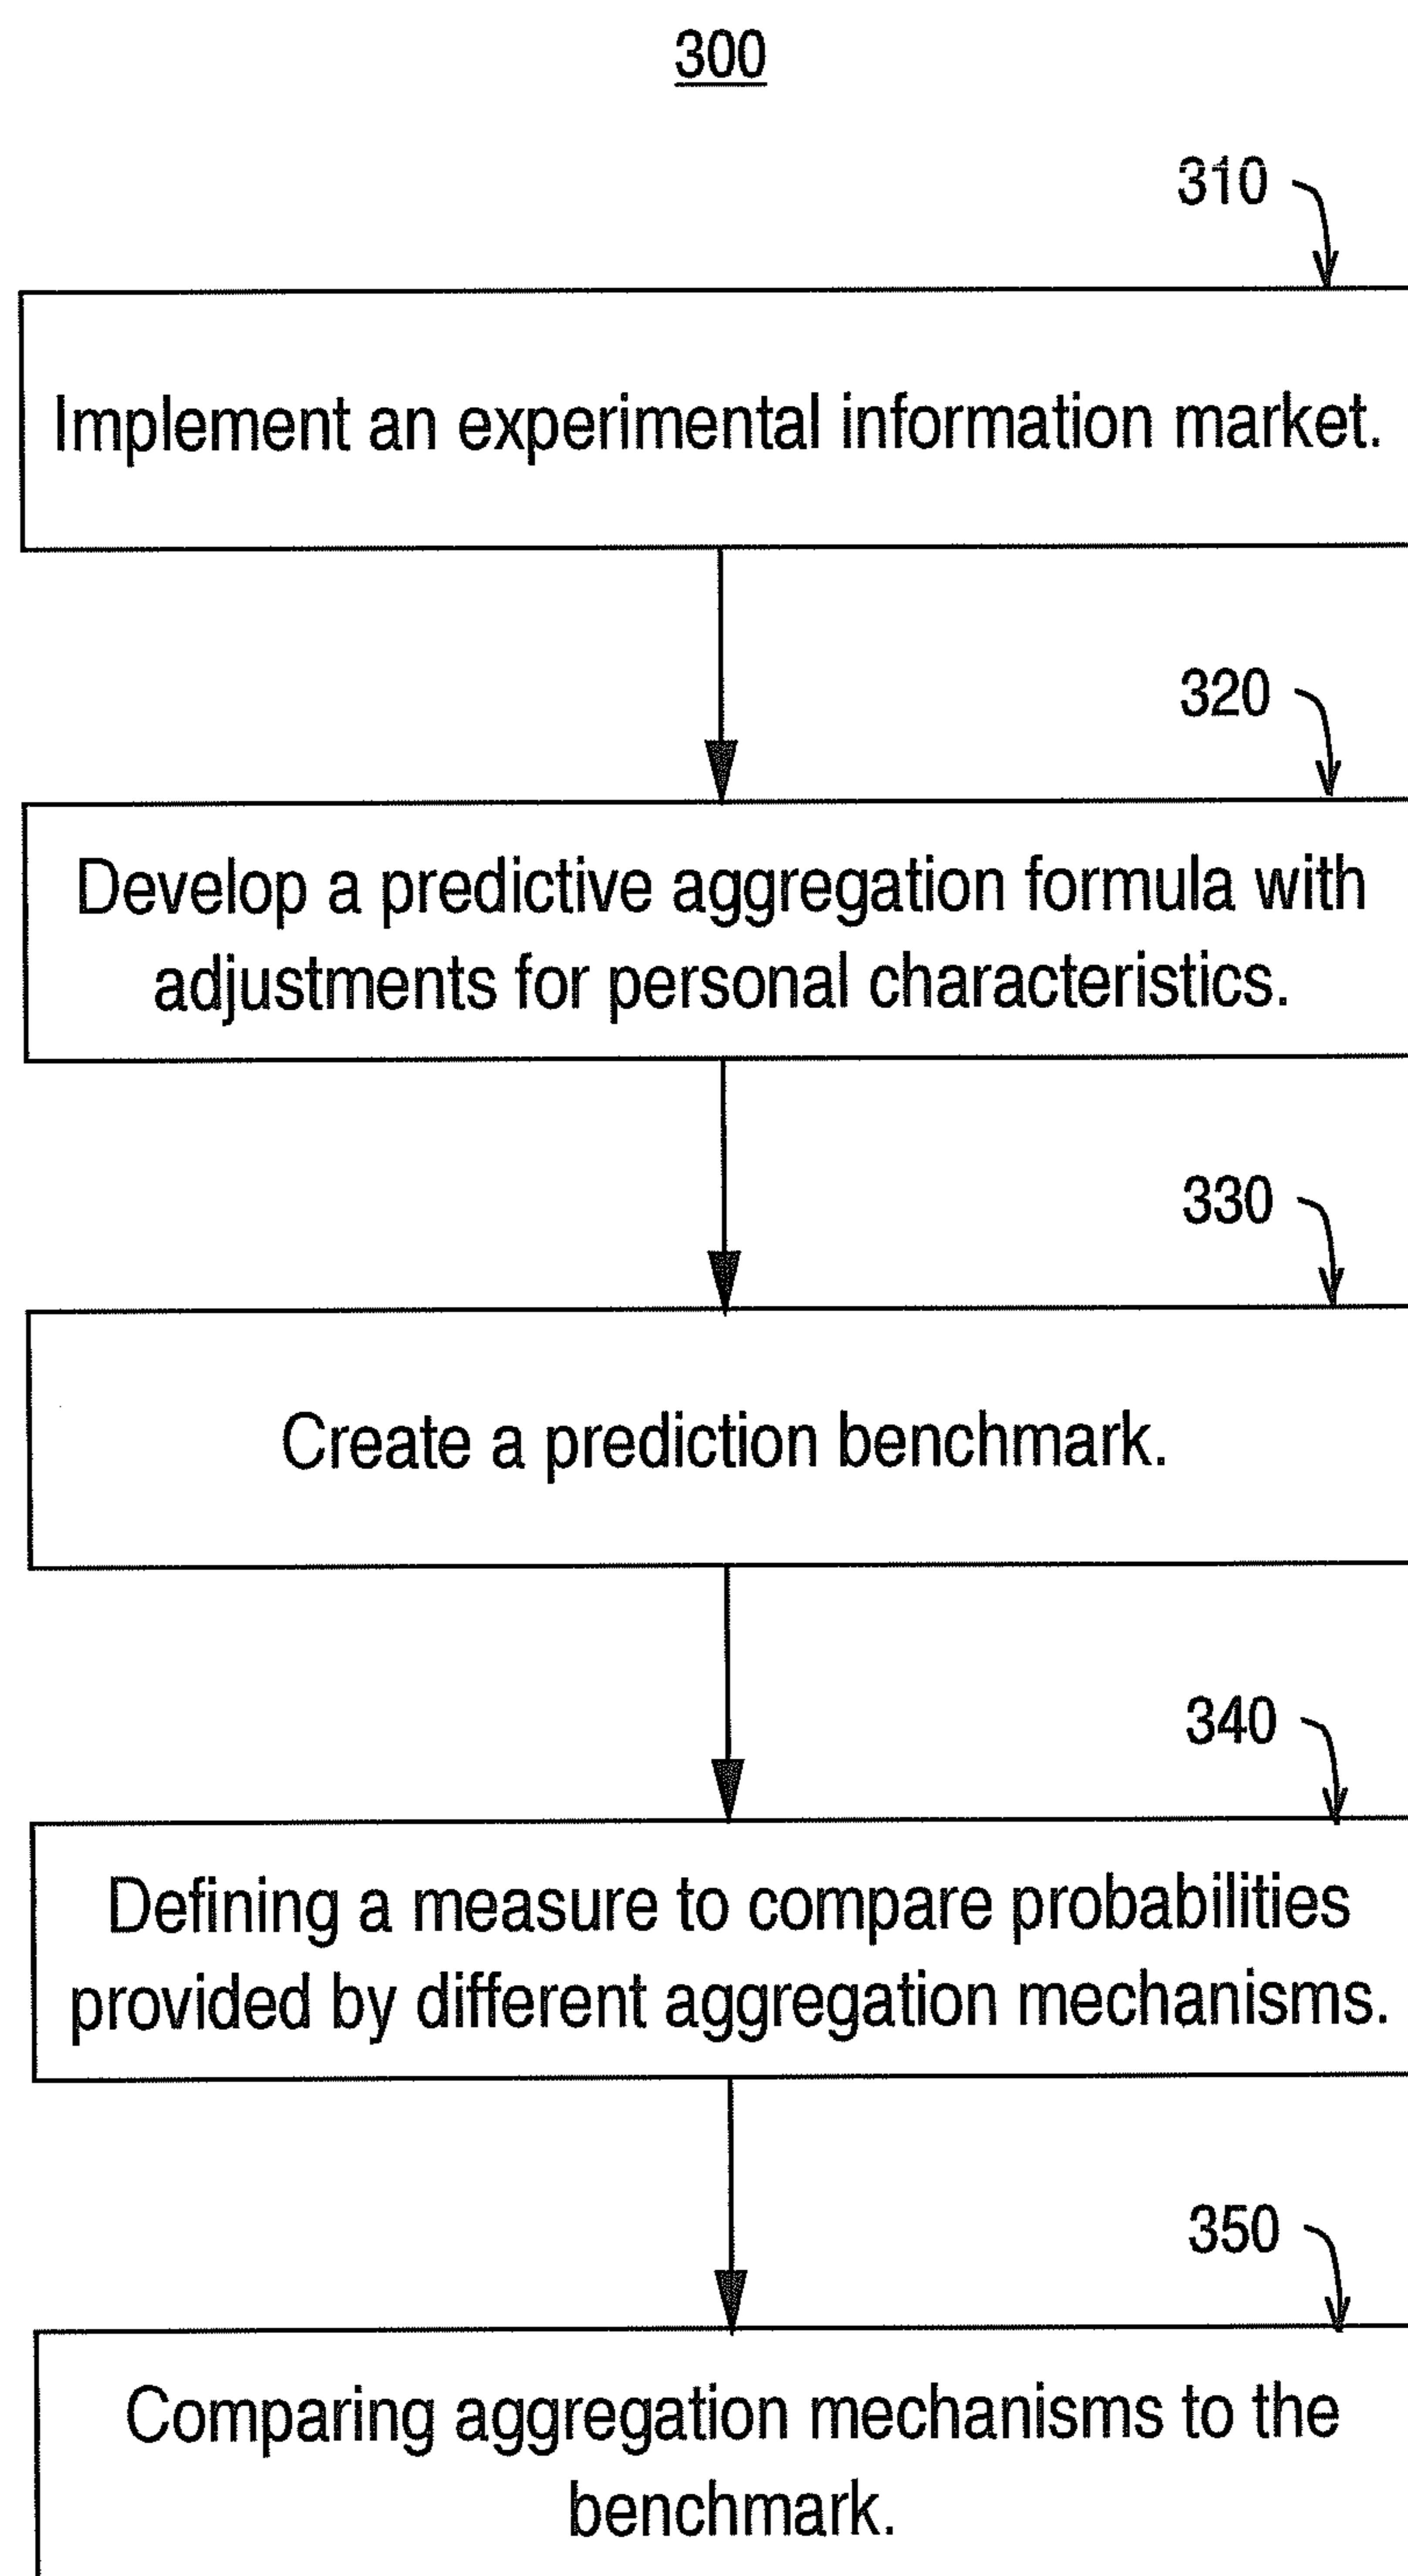 300
310
Implement an experimental information market.
320
Develop a predictive aggregation formula with
adjustments for personal characteristics.
330
Create a prediction benchmark.
340
Defining a measure to compare probabilities
provided by different aggregation mechanisms.
350
Comparing aggregation mechanisms to the
benchmark.